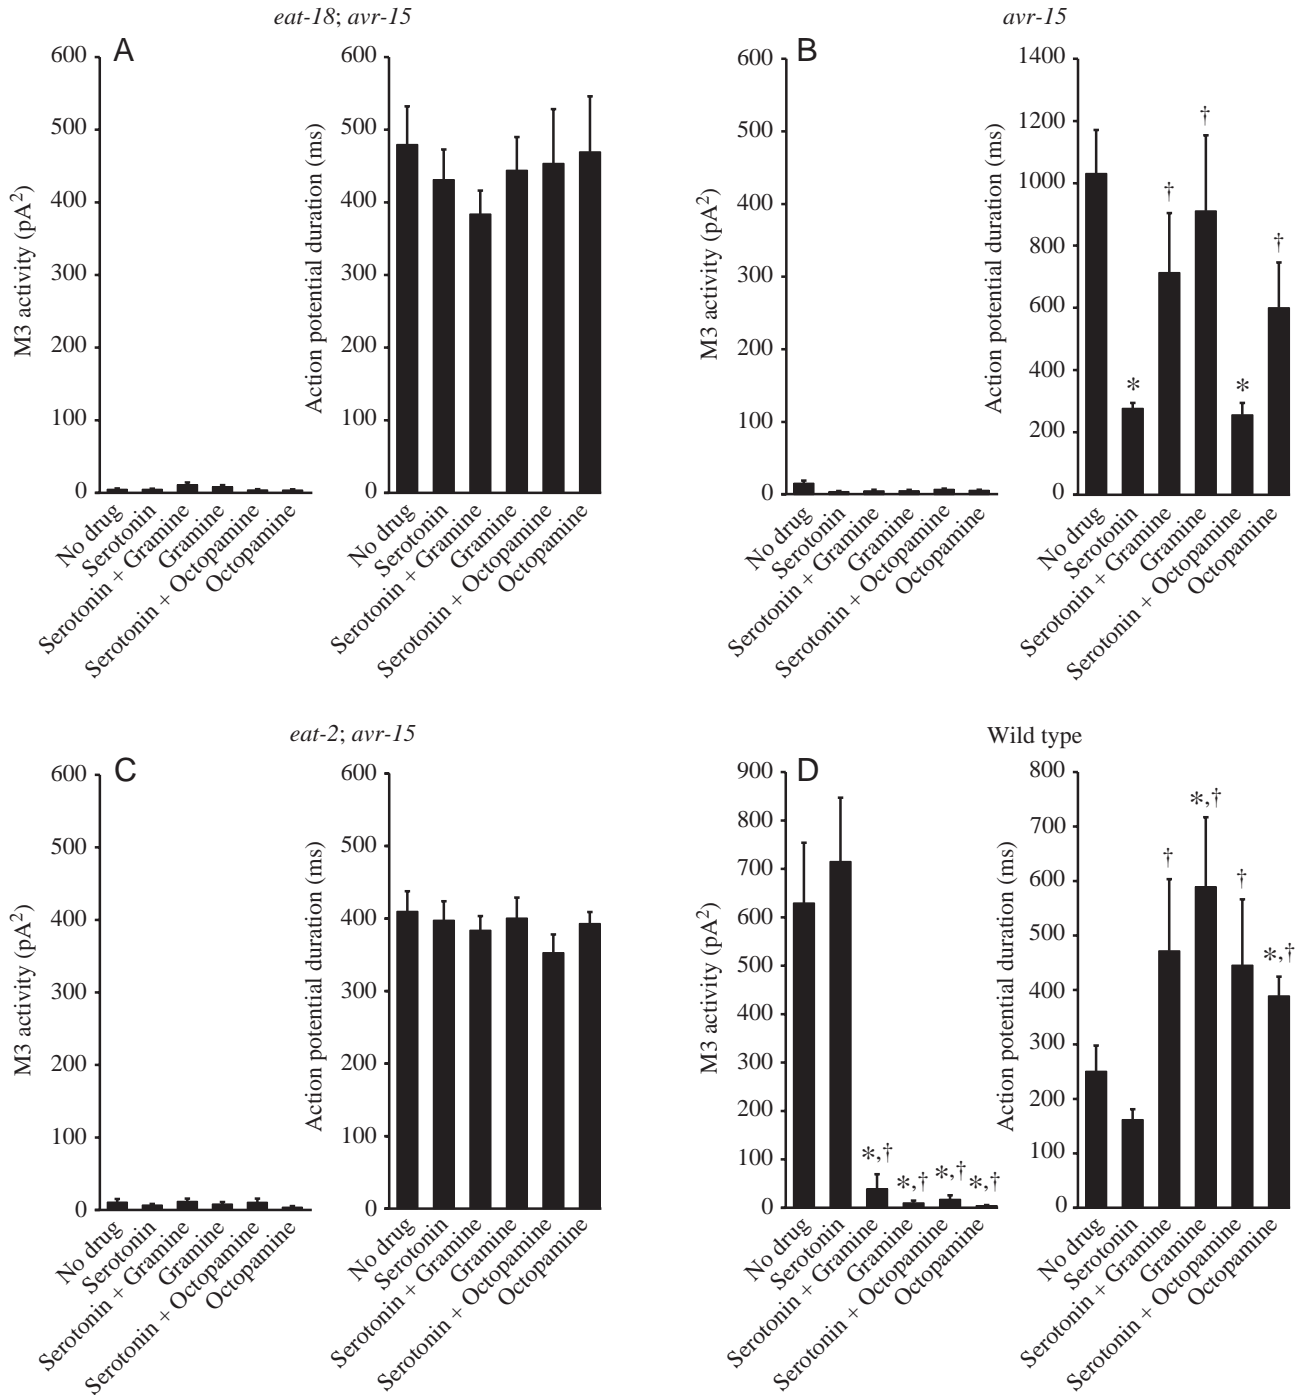 eat-18; avr-15
A
M3 activity (pA²)
600
500
400
300
200
100
0
No drug
Serotonin
Serotonin + Gramine
Gramine
Serotonin + Octopamine
Octopamine
Action potential duration (ms)
600
500
400
300
200
100
0
No drug
Serotonin
Serotonin + Gramine
Gramine
Serotonin + Octopamine
Octopamine
avr-15
B
M3 activity (pA²)
600
500
400
300
200
100
0
No drug
Serotonin
Serotonin + Gramine
Gramine
Serotonin + Octopamine
Octopamine
Action potential duration (ms)
1400
1200
1000
800
600
400
200
0
*
†
†
*
†
No drug
Serotonin
Serotonin + Gramine
Gramine
Serotonin + Octopamine
Octopamine
eat-2; avr-15
C
M3 activity (pA²)
600
500
400
300
200
100
0
No drug
Serotonin
Serotonin + Gramine
Gramine
Serotonin + Octopamine
Octopamine
Action potential duration (ms)
600
500
400
300
200
100
0
No drug
Serotonin
Serotonin + Gramine
Gramine
Serotonin + Octopamine
Octopamine
Wild type
D
M3 activity (pA²)
900
800
700
600
500
400
300
200
100
0
*,†
*,†
*,†
*,†
No drug
Serotonin
Serotonin + Gramine
Gramine
Serotonin + Octopamine
Octopamine
Action potential duration (ms)
800
700
600
500
400
300
200
100
0
†
*,†
†
*,†
No drug
Serotonin
Serotonin + Gramine
Gramine
Serotonin + Octopamine
Octopamine